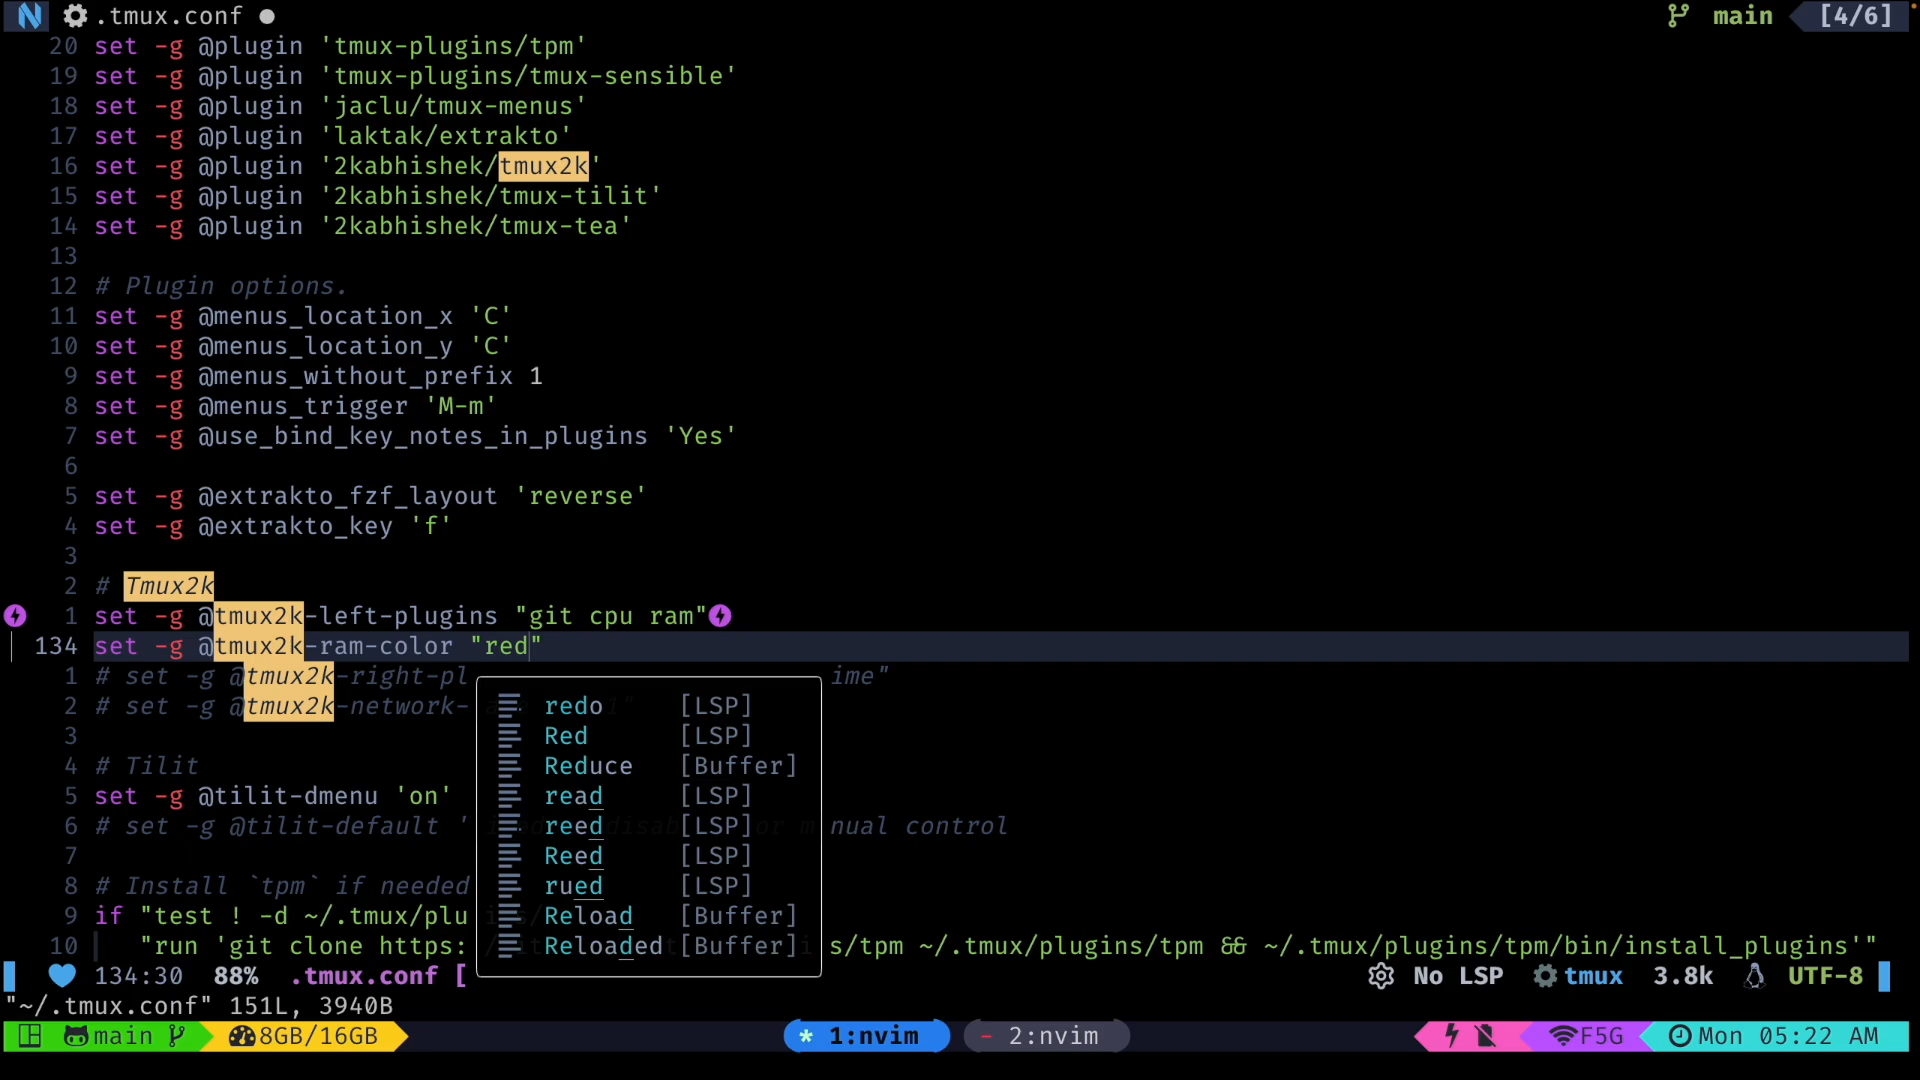 .tmux.conf ● main [4/6]
20 set -g @plugin 'tmux-plugins/tpm'
19 set -g @plugin 'tmux-plugins/tmux-sensible'
18 set -g @plugin 'jaclu/tmux-menus'
17 set -g @plugin 'laktak/extrakto'
16 set -g @plugin '2kabhishek/tmux2k'
15 set -g @plugin '2kabhishek/tmux-tilit'
14 set -g @plugin '2kabhishek/tmux-tea'
13
12 # Plugin options.
11 set -g @menus_location_x 'C'
10 set -g @menus_location_y 'C'
9 set -g @menus_without_prefix 1
8 set -g @menus_trigger 'M-m'
7 set -g @use_bind_key_notes_in_plugins 'Yes'
6
5 set -g @extrakto_fzf_layout 'reverse'
4 set -g @extrakto_key 'f'
3
2 # Tmux2k
1 set -g @tmux2k-left-plugins "git cpu ram"
134 set -g @tmux2k-ram-color "red"
1 # set -g @tmux2k-right-pl ime"
2 # set -g @tmux2k-network- redo [LSP]
3 Red [LSP]
4 # Tilit Reduce [Buffer]
5 set -g @tilit-dmenu 'on' read [LSP]
6 # set -g @tilit-default ' reed [LSP] nual control
7 Reed [LSP]
8 # Install `tpm` if needed rued [LSP]
9 if "test ! -d ~/.tmux/plu Reload [Buffer]
10 "run 'git clone https: Reloaded [Buffer] s/tpm ~/.tmux/plugins/tpm && ~/.tmux/plugins/tpm/bin/install_plugins'"
134:30 88% .tmux.conf [ No LSP tmux 3.8k UTF-8
"~/.tmux.conf" 151L, 3940B
main 8GB/16GB * 1:nvim - 2:nvim F5G Mon 05:22 AM